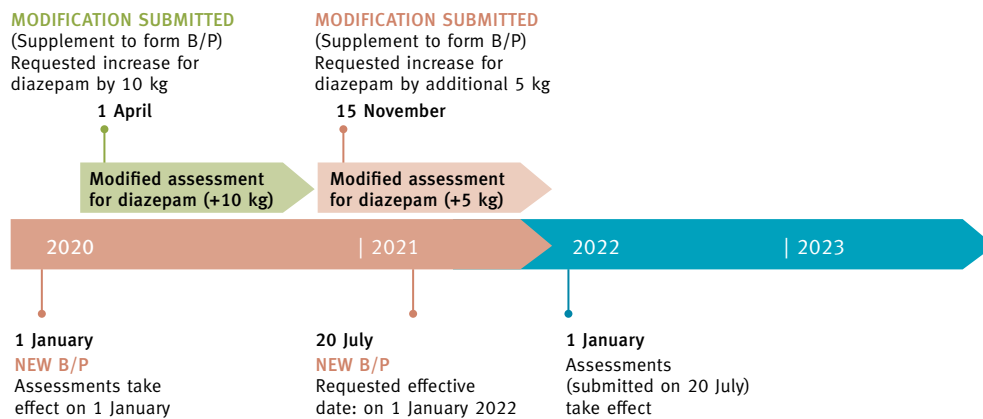 MODIFICATION SUBMITTED
(Supplement to form B/P)
Requested increase for
diazepam by 10 kg
1 April
MODIFICATION SUBMITTED
(Supplement to form B/P)
Requested increase for
diazepam by additional 5 kg
15 November
Modified assessment
for diazepam (+10 kg)
Modified assessment
for diazepam (+5 kg)
2020 | 2021 2022 | 2023
1 January
NEW B/P
Assessments take
effect on 1 January
20 July
NEW B/P
Requested effective
date: on 1 January 2022
1 January
Assessments
(submitted on 20 July)
take effect